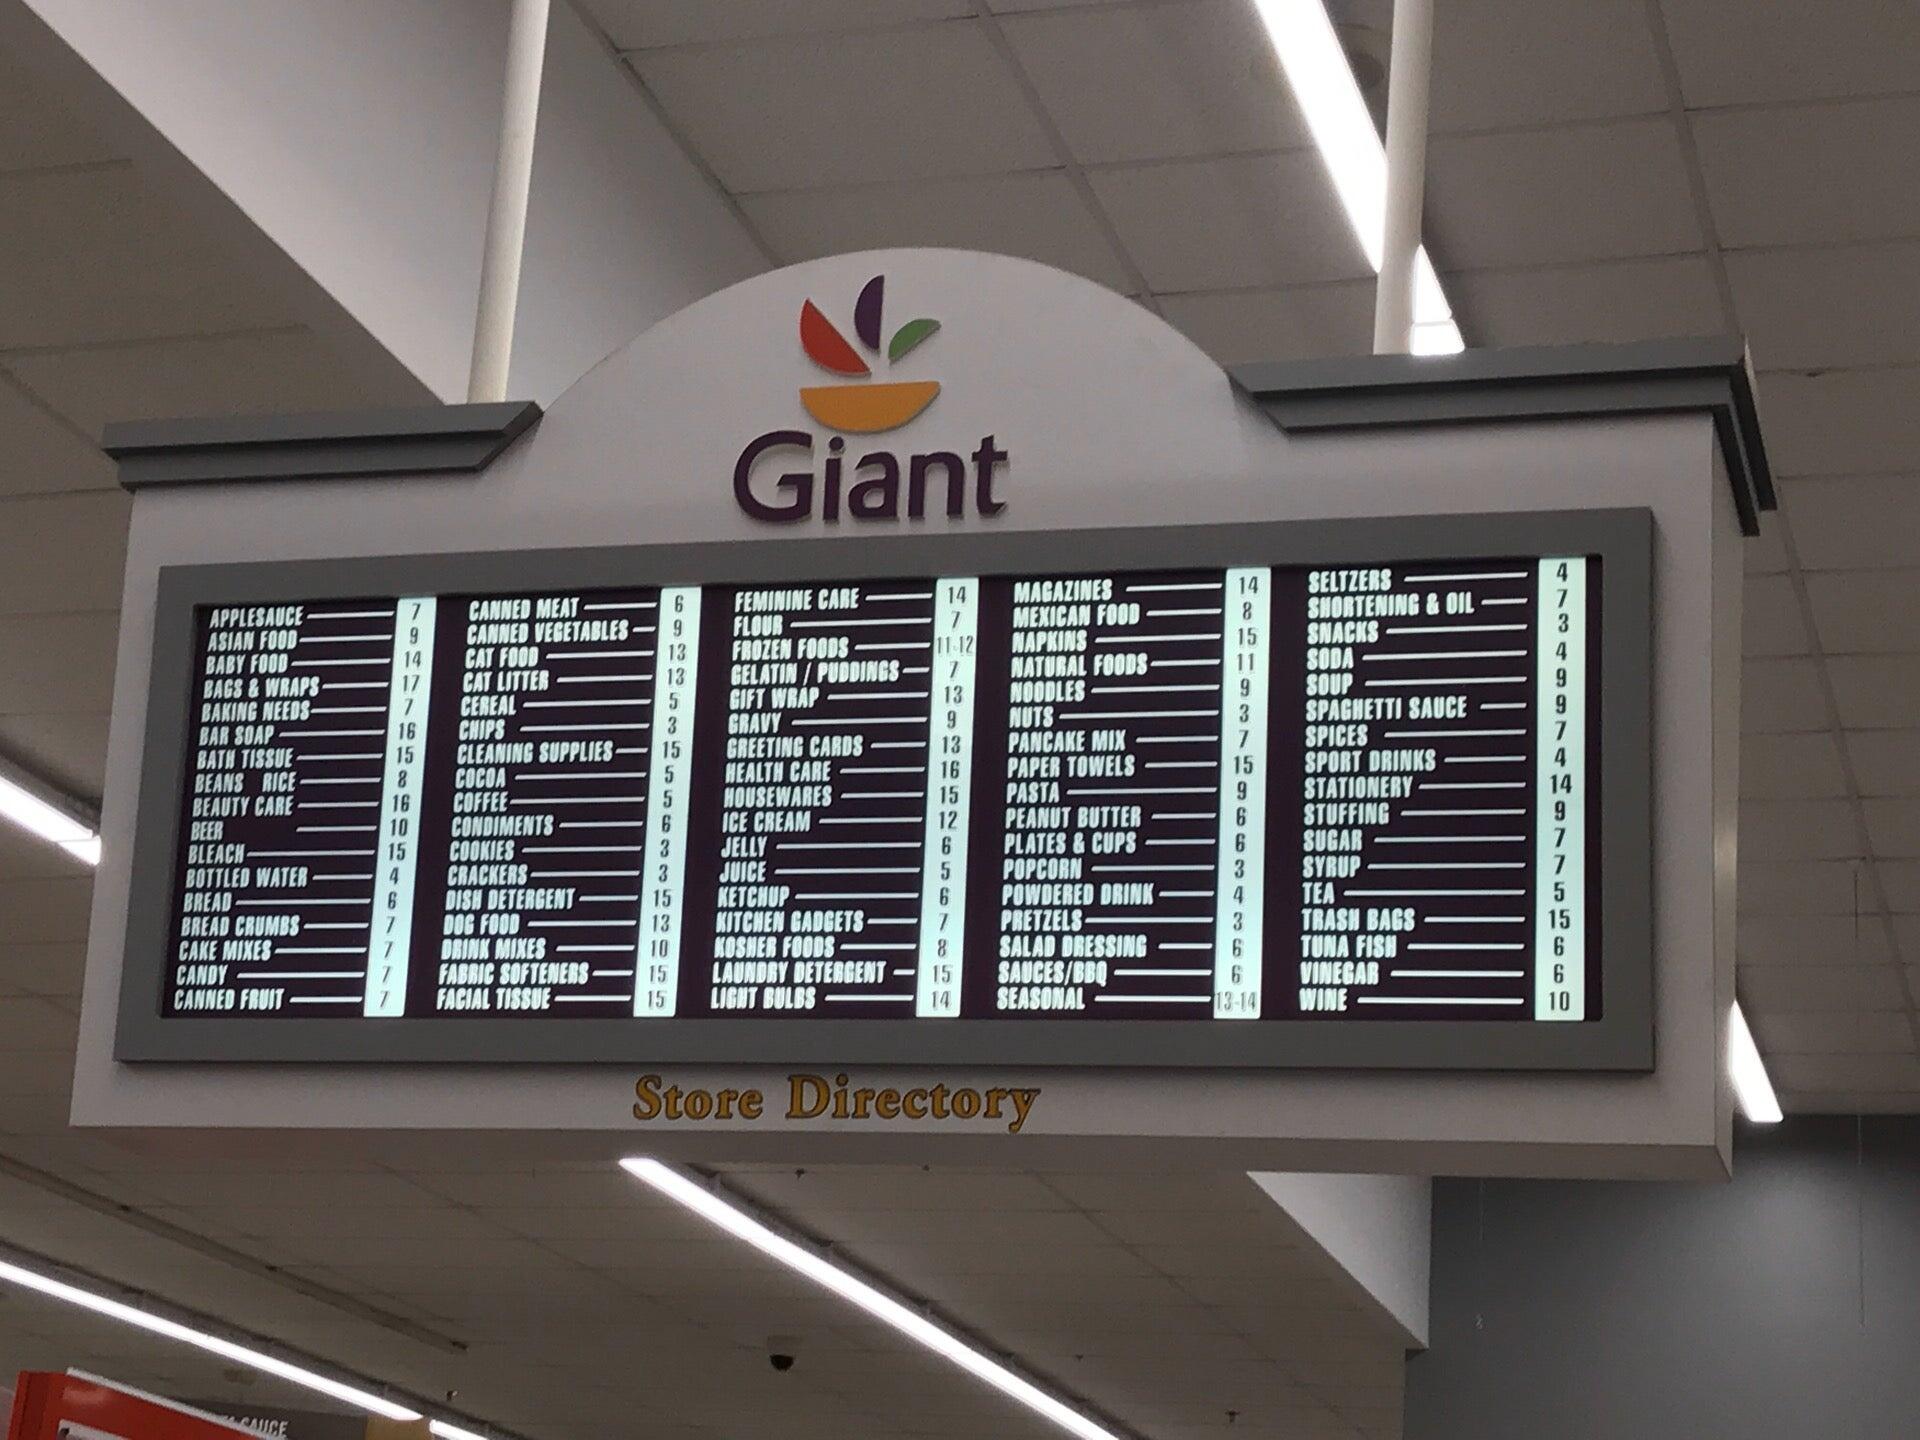 Giant
APPLESAUCE 7
ASIAN FOOD 9
BABY FOOD 14
BAGS & WRAPS 17
BAKING NEEDS 7
BAR SOAP 16
BATH TISSUE 15
BEANS RICE 8
BEAUTY CARE 16
BEER 10
BLEACH 15
BOTTLED WATER 4
BREAD 6
BREAD CRUMBS 7
CAKE MIXES 7
CANDY 7
CANNED FRUIT 7
CANNED MEAT 6
CANNED VEGETABLES 9
CAT FOOD 13
CAT LITTER 13
CEREAL 5
CHIPS 3
CLEANING SUPPLIES 15
COCOA 5
COFFEE 5
CONDIMENTS 6
COOKIES 3
CRACKERS 3
DISH DETERGENT 15
DOG FOOD 13
DRINK MIXES 10
FABRIC SOFTENERS 15
FACIAL TISSUE 15
FEMININE CARE 14
FLOUR 7
FROZEN FOODS 11-12
GELATIN / PUDDINGS 7
GIFT WRAP 13
GRAVY 9
GREETING CARDS 13
HEALTH CARE 16
HOUSEWARES 15
ICE CREAM 12
JELLY 6
JUICE 5
KETCHUP 6
KITCHEN GADGETS 7
KOSHER FOODS 8
LAUNDRY DETERGENT 15
LIGHT BULBS 14
MAGAZINES 14
MEXICAN FOOD 8
NAPKINS 15
NATURAL FOODS 11
NOODLES 9
NUTS 3
PANCAKE MIX 7
PAPER TOWELS 15
PASTA 9
PEANUT BUTTER 6
PLATES & CUPS 6
POPCORN 3
POWDERED DRINK 4
PRETZELS 3
SALAD DRESSING 6
SAUCES/BBQ 6
SEASONAL 13-14
SELTZERS 4
SHORTENING & OIL 7
SNACKS 3
SODA 4
SOUP 9
SPAGHETTI SAUCE 9
SPICES 7
SPORT DRINKS 4
STATIONERY 14
STUFFING 9
SUGAR 7
SYRUP 7
TEA 5
TRASH BAGS 15
TUNA FISH 6
VINEGAR 6
WINE 10
Store Directory
SAUCE